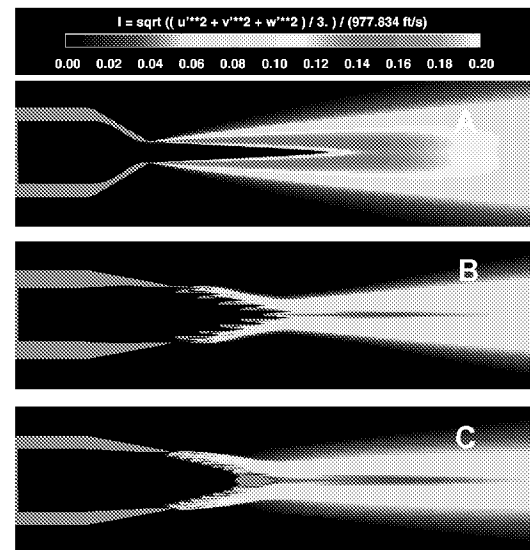 I = sqrt (( u'**2 + v'**2 + w'**2 ) / 3. ) / (977.834 ft/s)
0.00 0.02 0.04 0.06 0.08 0.10 0.12 0.14 0.16 0.18 0.20
A
B
C